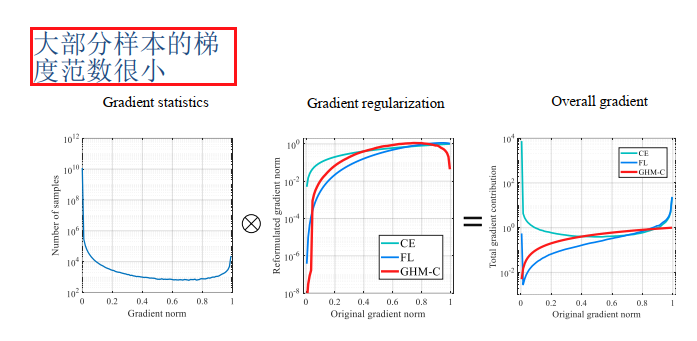 大部分样本的梯
度范数很小
Gradient statistics
Gradient regularization
Overall gradient
Number of samples
10^12
10^10
10^8
10^6
10^4
10^2
0 0.2 0.4 0.6 0.8 1
Gradient norm
⊗
Reformulated gradient norm
10^0
10^-2
10^-4
10^-6
10^-8
CE
FL
GHM-C
0 0.2 0.4 0.6 0.8 1
Original gradient norm
=
Total gradient contribution
10^4
10^2
10^0
10^-2
CE
FL
GHM-C
0 0.2 0.4 0.6 0.8 1
Original gradient norm